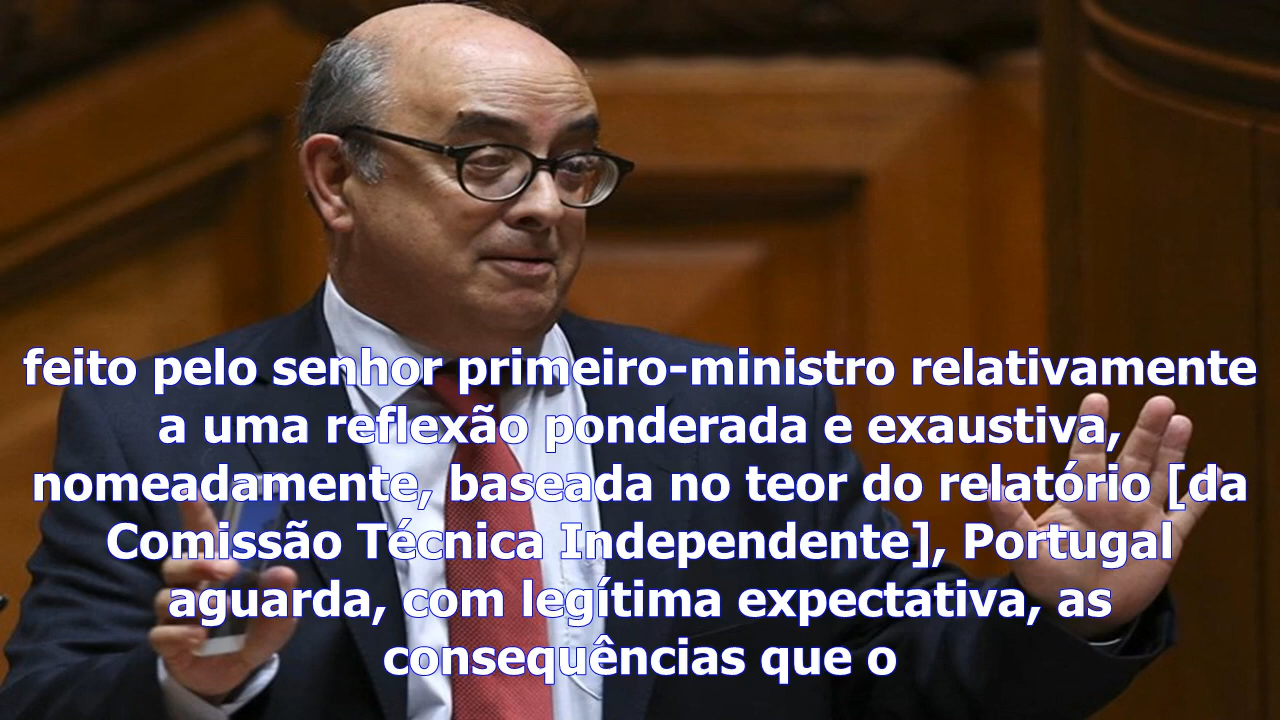 feito pelo senhor primeiro-ministro relativamente
a uma reflexão ponderada e exaustiva,
nomeadamente, baseada no teor do relatório [da
Comissão Técnica Independente], Portugal
aguarda, com legítima expectativa, as
consequências que o